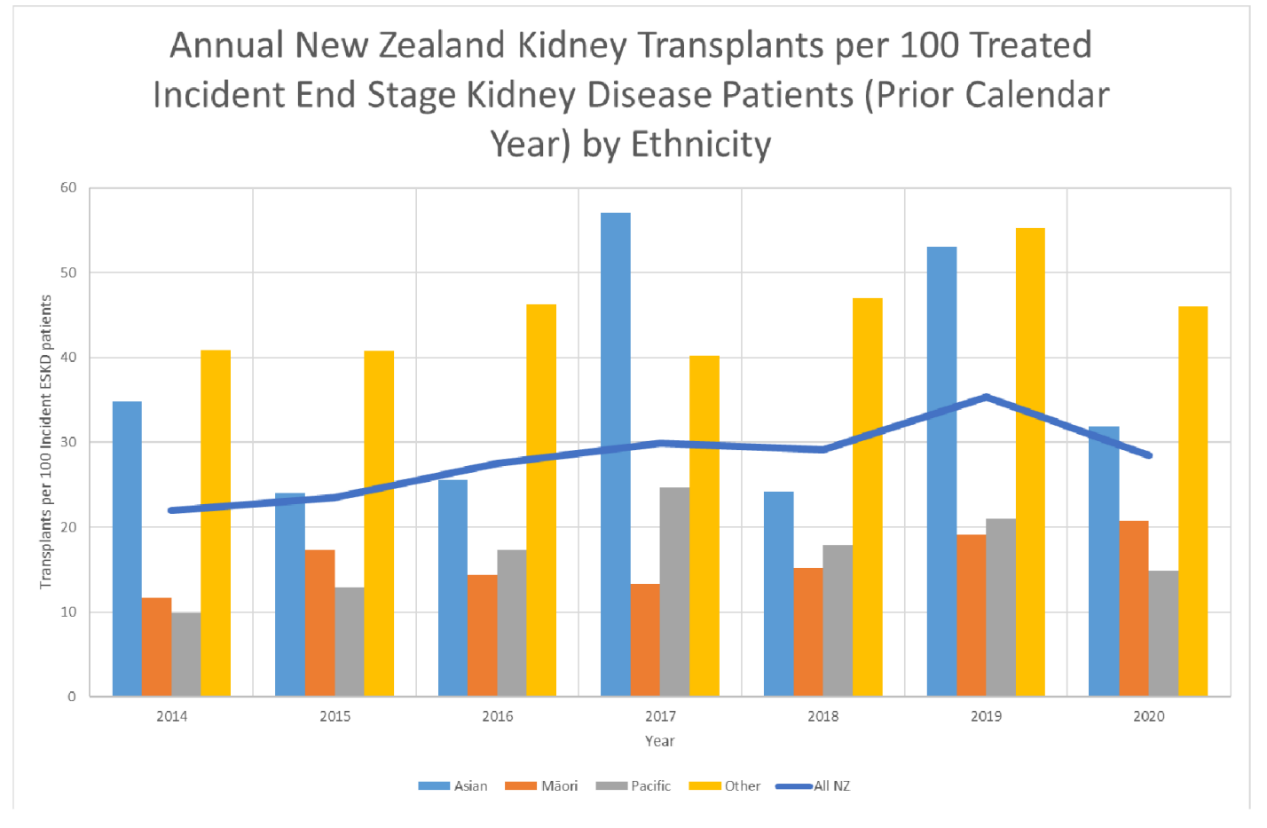 Annual New Zealand Kidney Transplants per 100 Treated
Incident End Stage Kidney Disease Patients (Prior Calendar
Year) by Ethnicity
Transplants per 100 Incident ESKD patients
60
50
40
30
20
10
0
2014 2015 2016 2017 2018 2019 2020
Year
Asian Māori Pacific Other All NZ